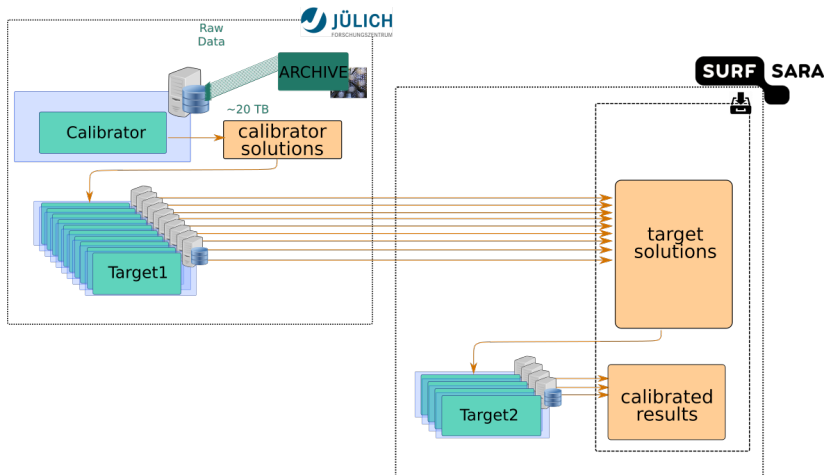 JÜLICH
FORSCHUNGSZENTRUM
Raw
Data
ARCHIVE
SURF SARA
~20 TB
Calibrator
calibrator
solutions
target
solutions
Target1
calibrated
results
Target2